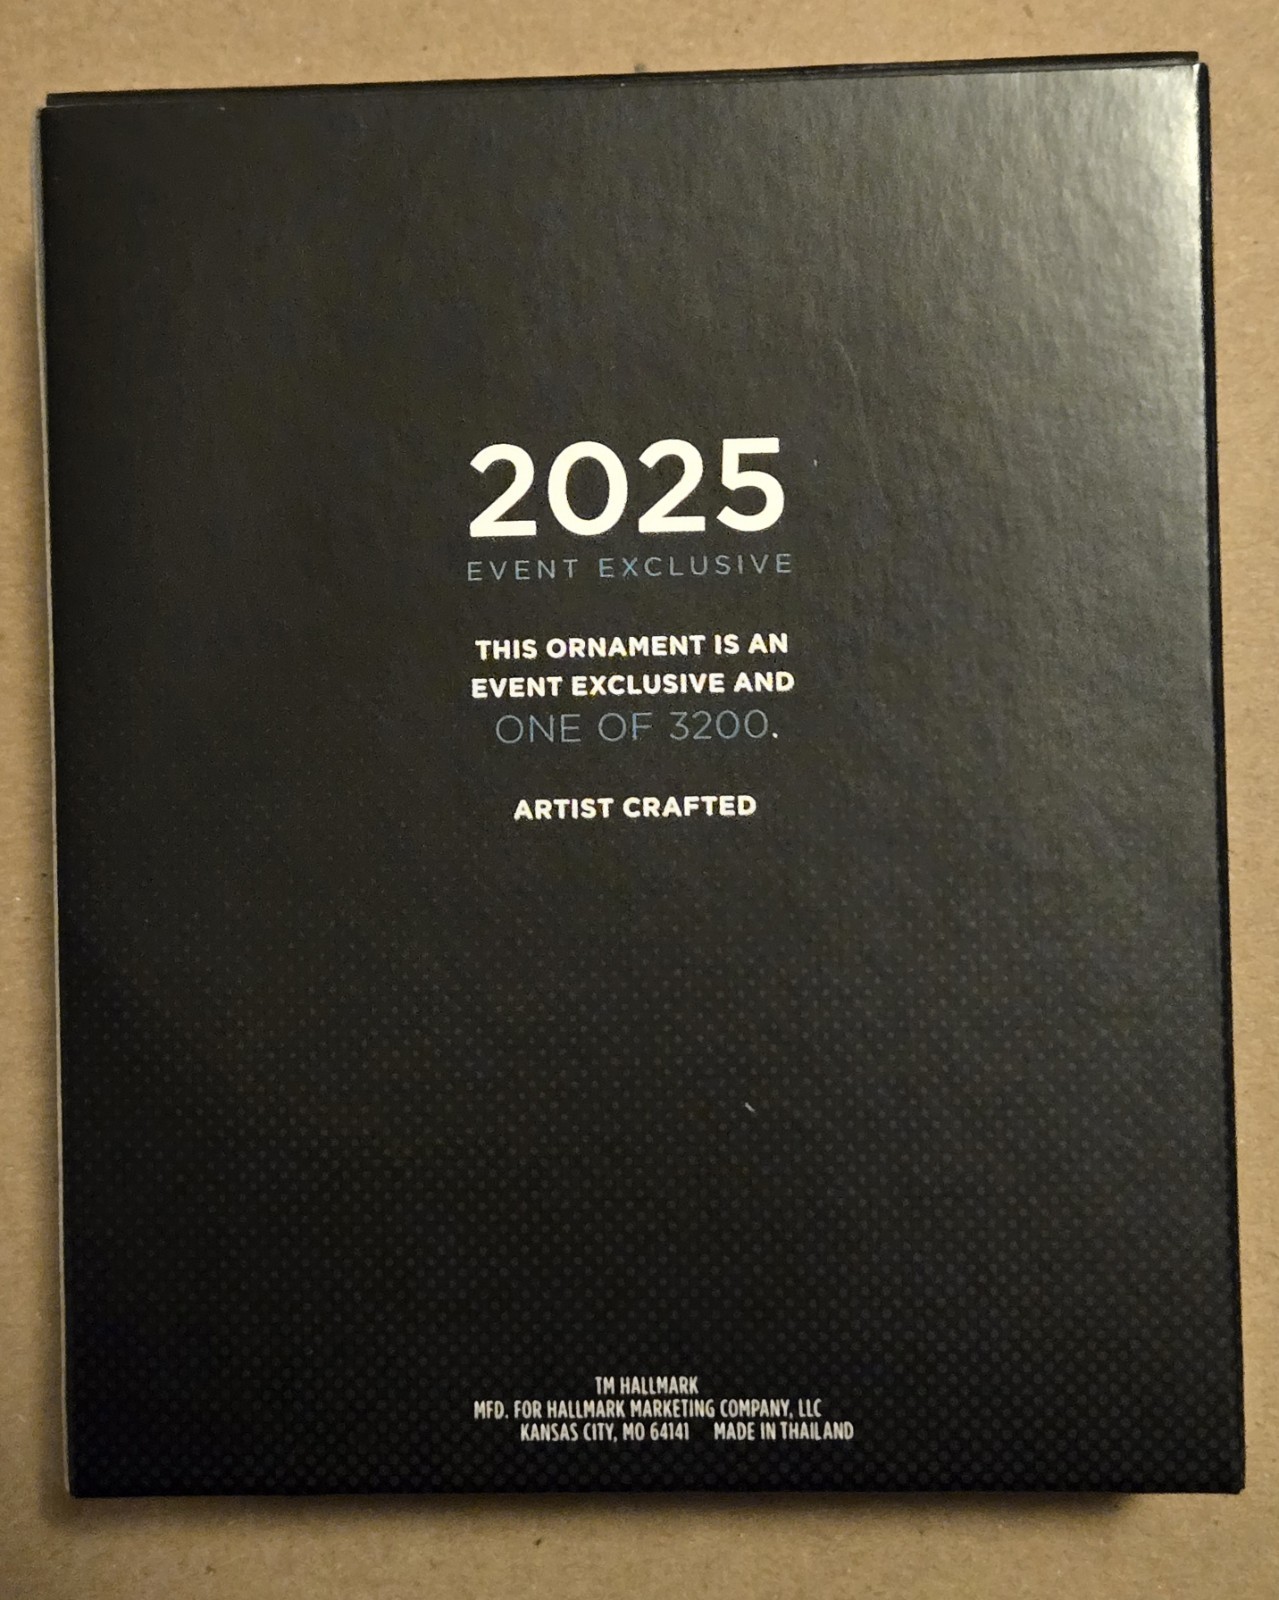 2025
EVENT EXCLUSIVE
THIS ORNAMENT IS AN
EVENT EXCLUSIVE AND
ONE OF 3200.
ARTIST CRAFTED
TM HALLMARK
MFD. FOR HALLMARK MARKETING COMPANY, LLC
KANSAS CITY, MO 64141 MADE IN THAILAND